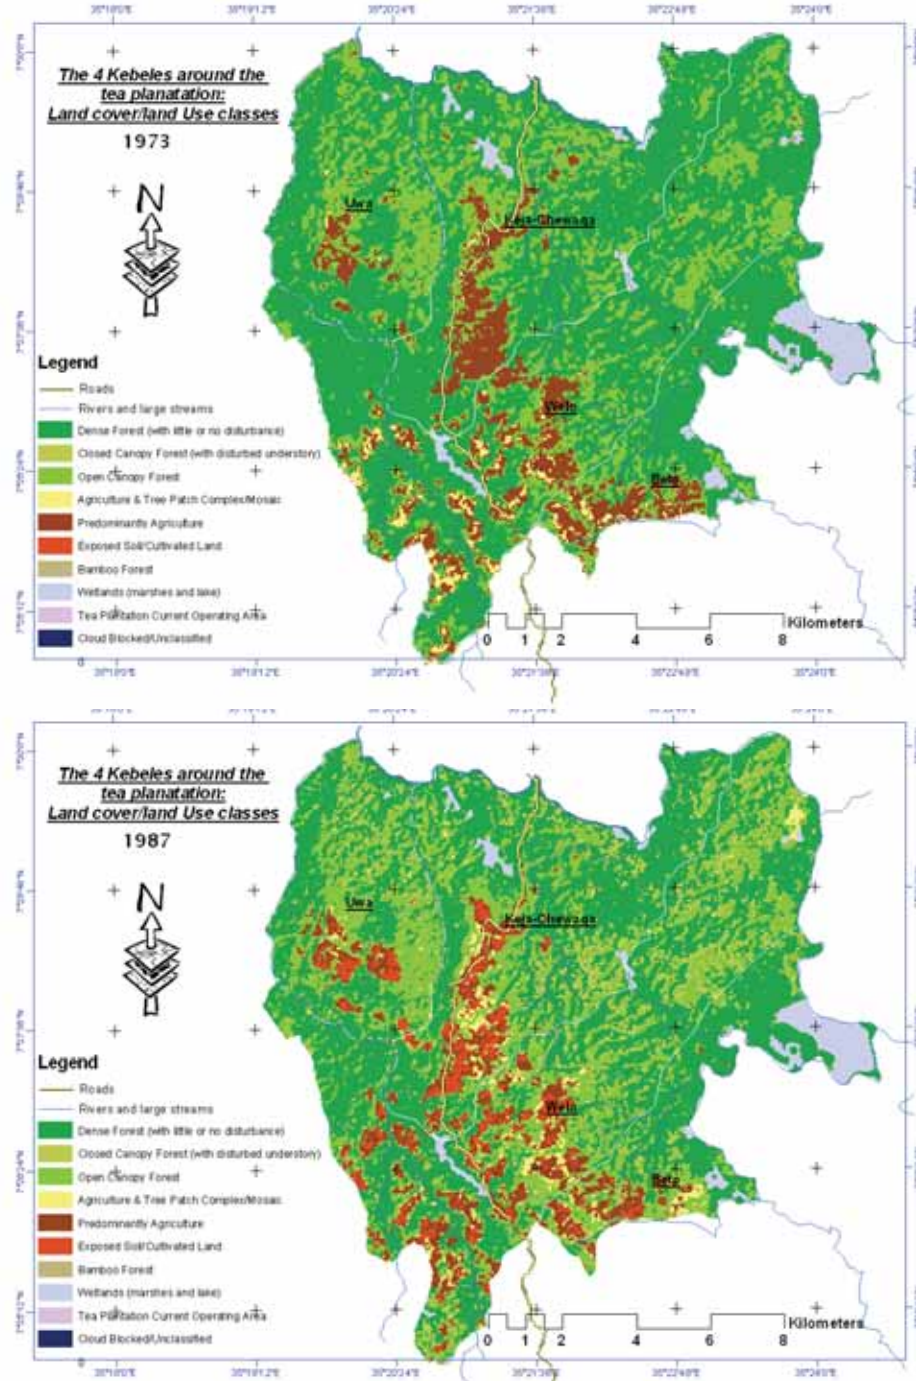 The 4 Kebeles around the
tea planatation:
Land cover/land Use classes
1973
N
Uwa
Keja-Chewaqa
Welo
Beto
Legend
Roads
Rivers and large streams
Dense Forest (with little or no disturbance)
Closed Canopy Forest (with disturbed understory)
Open Canopy Forest
Agriculture & Tree Patch Complex/Mosaic
Predominantly Agriculture
Exposed Soil/Cultivated Land
Bamboo Forest
Wetlands (marshes and lake)
Tea Plantation Current Operating Area
Cloud Blocked/Unclassified
0
Kilometers
0 1 2 4 6 8
The 4 Kebeles around the
tea planatation:
Land cover/land Use classes
1987
N
Uwa
Keja-Chewaqa
Welo
Beto
Legend
Roads
Rivers and large streams
Dense Forest (with little or no disturbance)
Closed Canopy Forest (with disturbed understory)
Open Canopy Forest
Agriculture & Tree Patch Complex/Mosaic
Predominantly Agriculture
Exposed Soil/Cultivated Land
Bamboo Forest
Wetlands (marshes and lake)
Tea Plantation Current Operating Area
Cloud Blocked/Unclassified
0
Kilometers
0 1 2 4 6 8